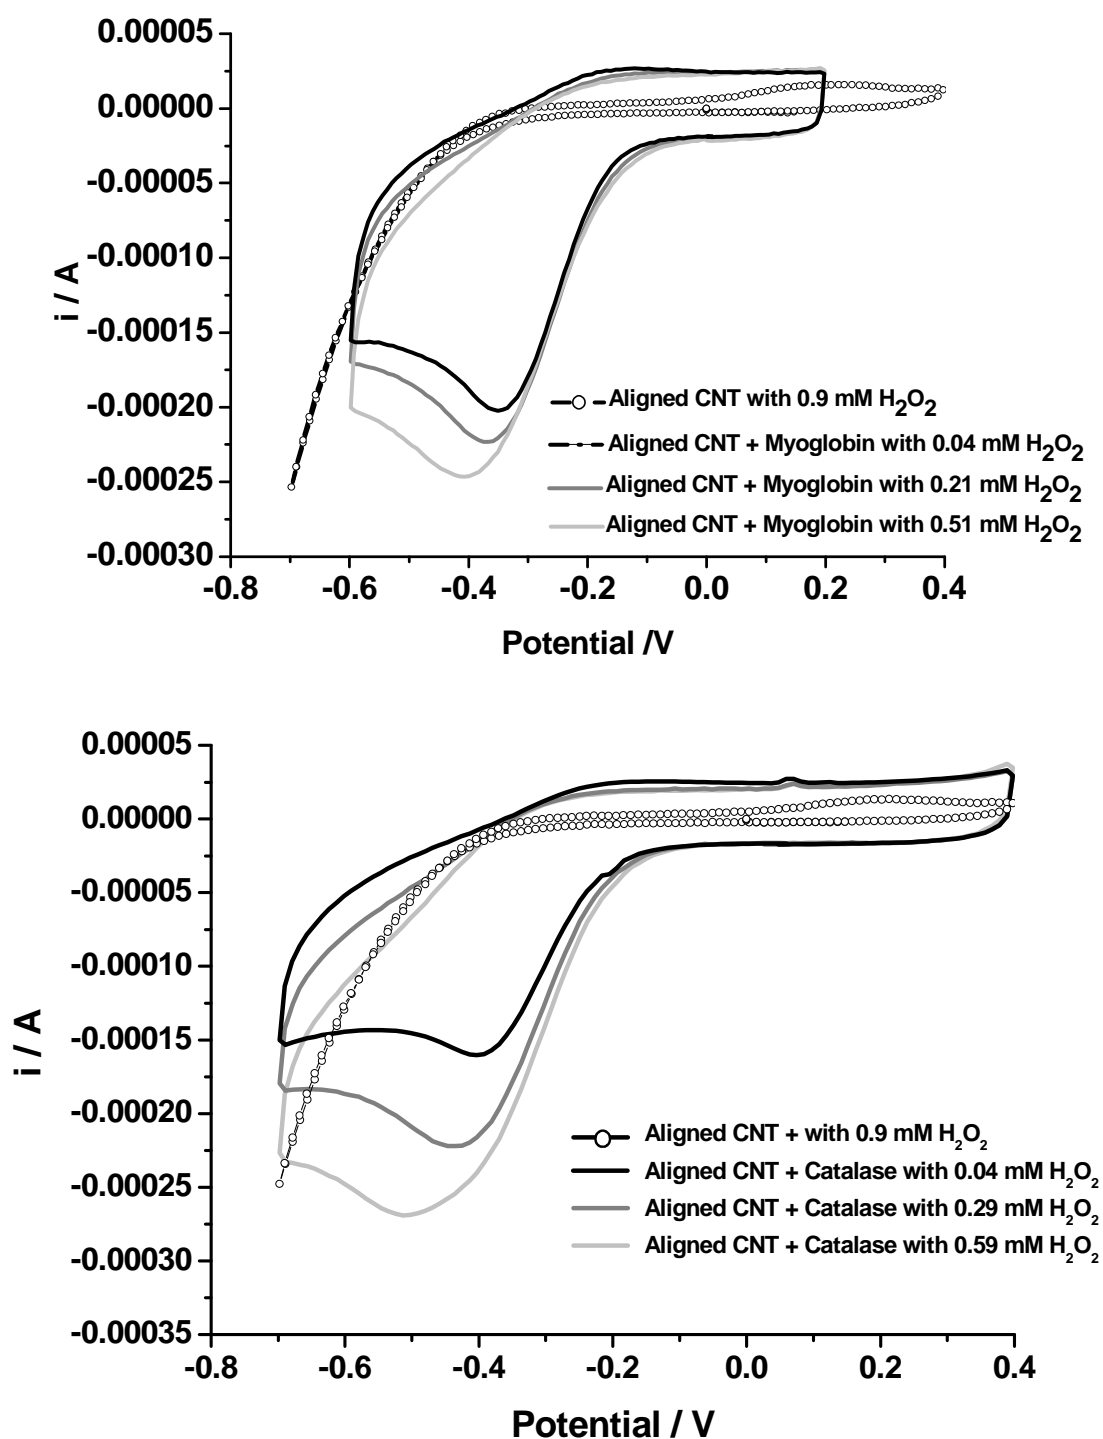 0.00005
0.00000
-0.00005
-0.00010
-0.00015
-0.00020
-0.00025
-0.00030
i / A
Aligned CNT with 0.9 mM H₂O₂
Aligned CNT + Myoglobin with 0.04 mM H₂O₂
Aligned CNT + Myoglobin with 0.21 mM H₂O₂
Aligned CNT + Myoglobin with 0.51 mM H₂O₂
-0.8 -0.6 -0.4 -0.2 0.0 0.2 0.4
Potential /V
0.00005
0.00000
-0.00005
-0.00010
-0.00015
-0.00020
-0.00025
-0.00030
-0.00035
i / A
Aligned CNT + with 0.9 mM H₂O₂
Aligned CNT + Catalase with 0.04 mM H₂O₂
Aligned CNT + Catalase with 0.29 mM H₂O₂
Aligned CNT + Catalase with 0.59 mM H₂O₂
-0.8 -0.6 -0.4 -0.2 0.0 0.2 0.4
Potential / V